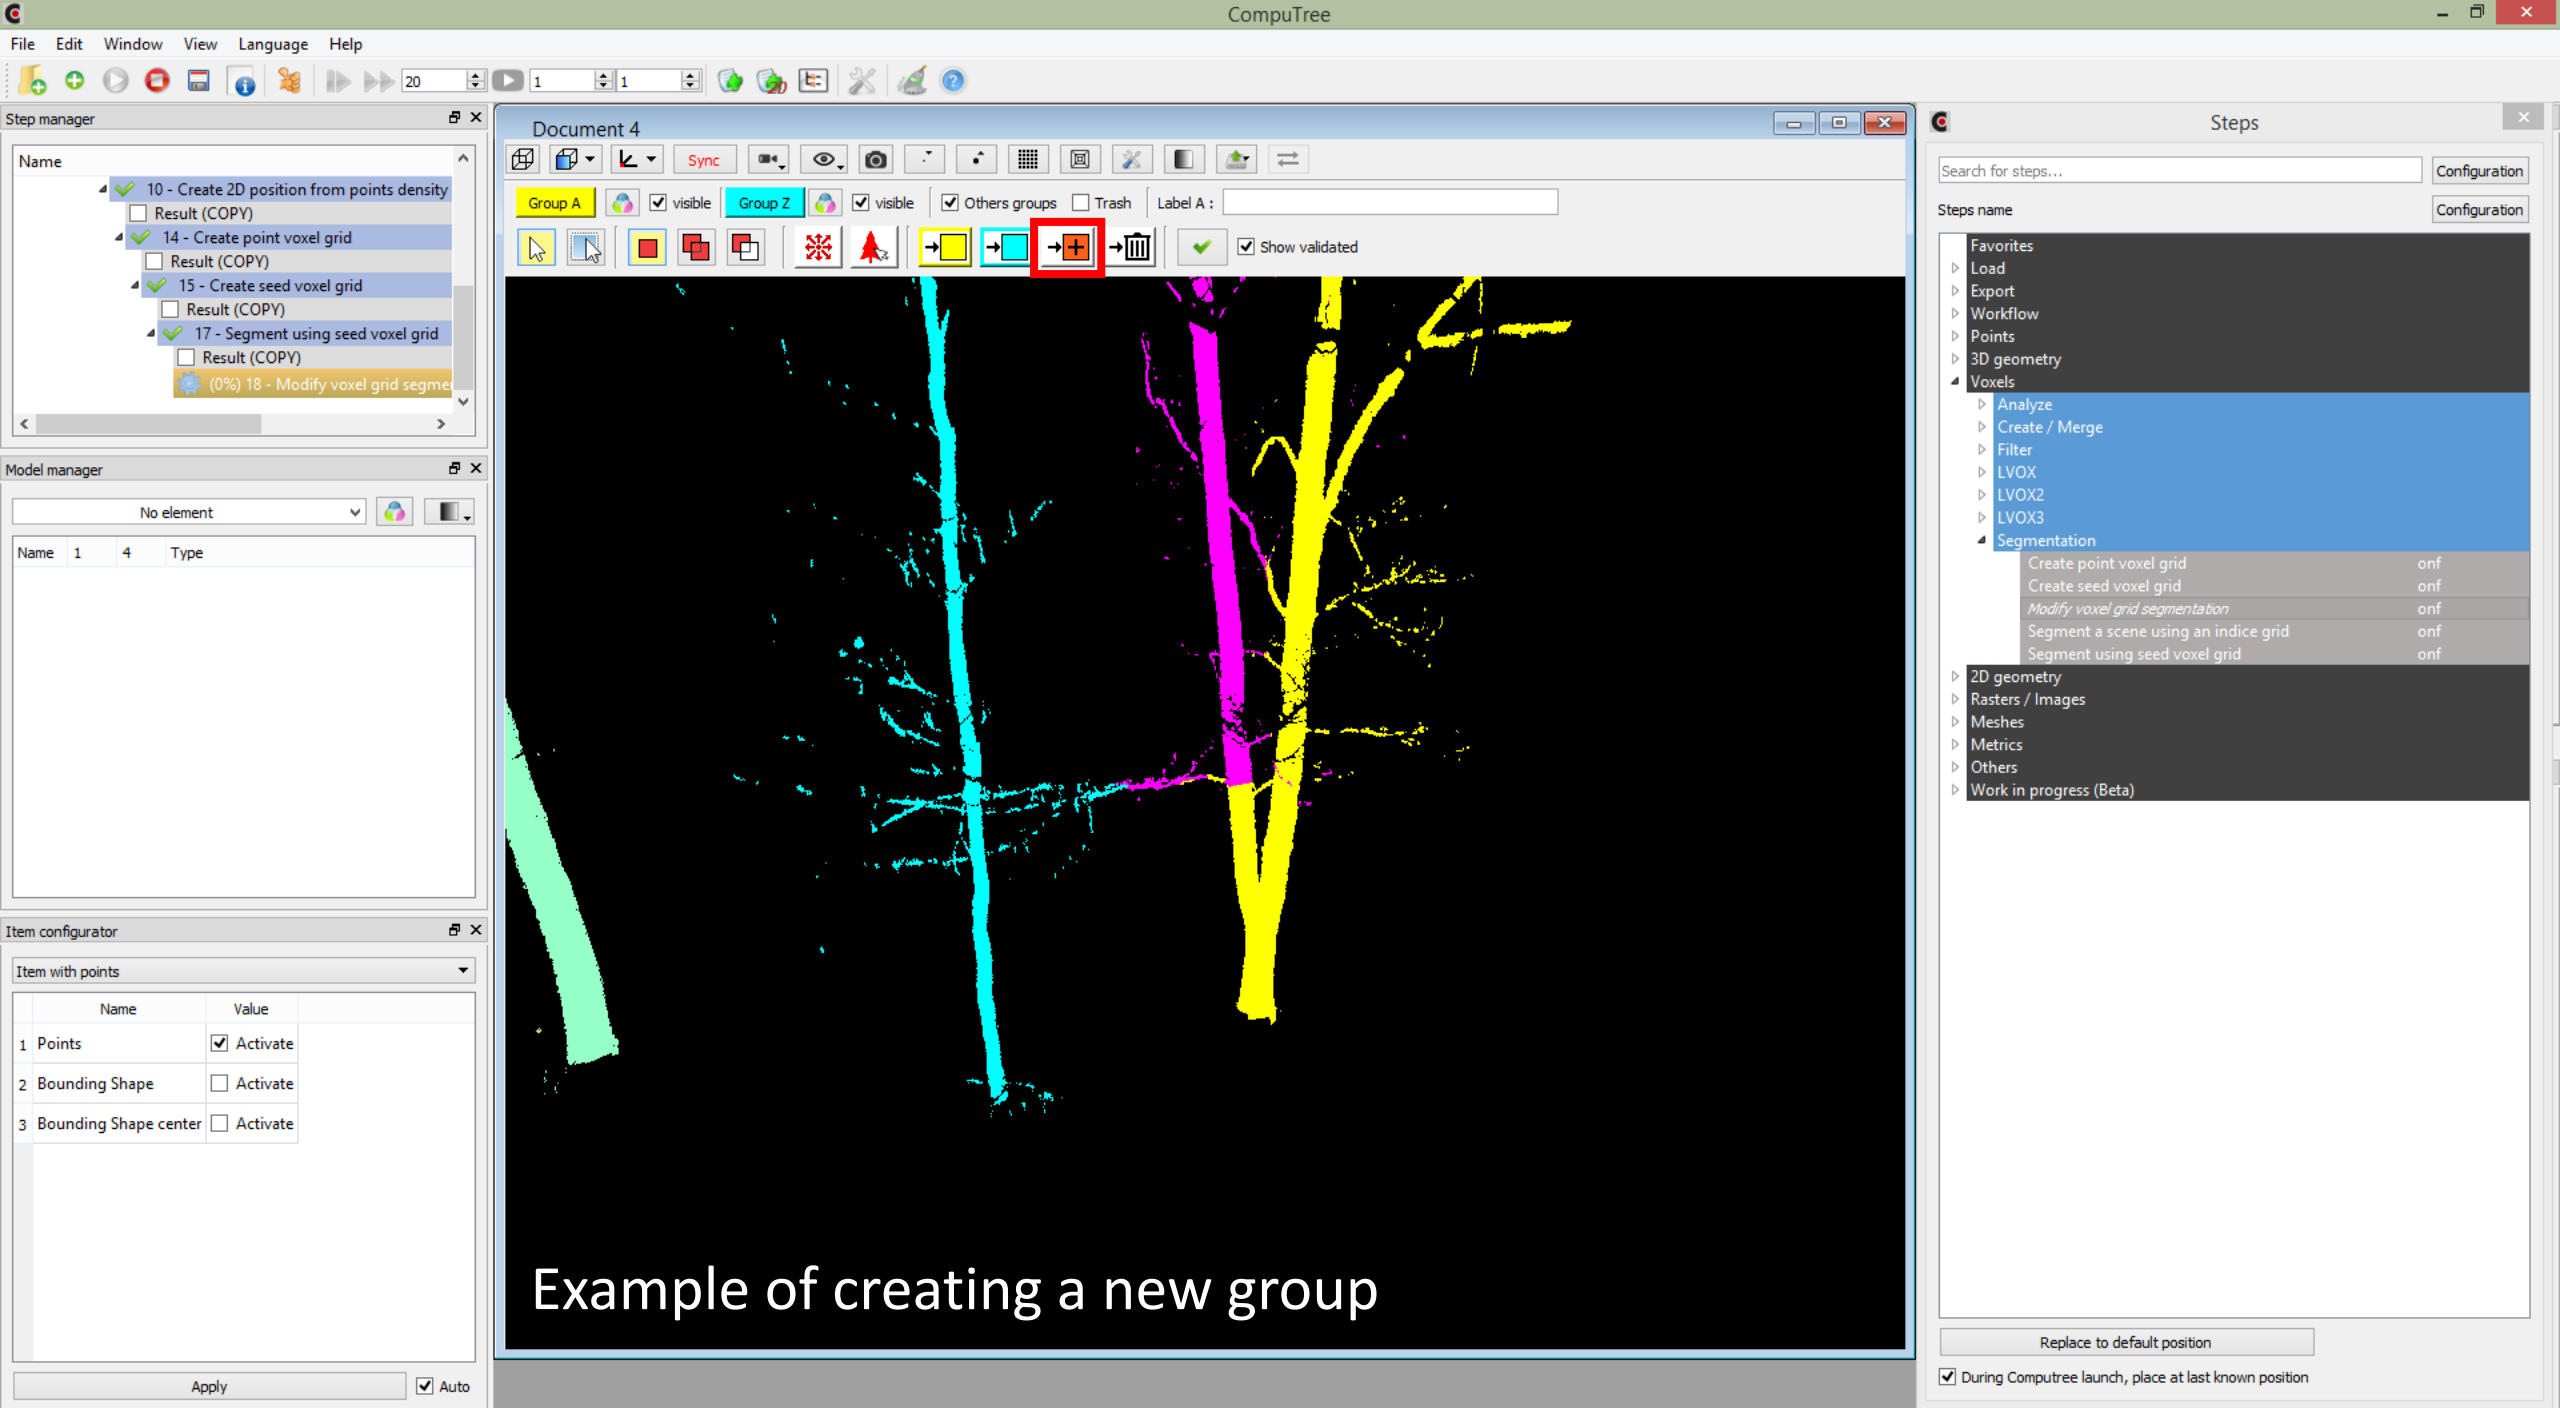 CompuTree
File Edit Window View Language Help
20 1 1
Step manager
Name
10 - Create 2D position from points density
Result (COPY)
14 - Create point voxel grid
Result (COPY)
15 - Create seed voxel grid
Result (COPY)
17 - Segment using seed voxel grid
Result (COPY)
(0%) 18 - Modify voxel grid segme
Model manager
No element
Name 1 4 Type
Item configurator
Item with points
Name Value
1 Points Activate
2 Bounding Shape Activate
3 Bounding Shape center Activate
Apply Auto
Document 4
Sync
Group A visible Group Z visible Others groups Trash Label A :
Show validated
Example of creating a new group
Steps
Search for steps... Configuration
Steps name Configuration
Favorites
Load
Export
Workflow
Points
3D geometry
Voxels
Analyze
Create / Merge
Filter
LVOX
LVOX2
LVOX3
Segmentation
Create point voxel grid onf
Create seed voxel grid onf
Modify voxel grid segmentation onf
Segment a scene using an indice grid onf
Segment using seed voxel grid onf
2D geometry
Rasters / Images
Meshes
Metrics
Others
Work in progress (Beta)
Replace to default position
During Computree launch, place at last known position